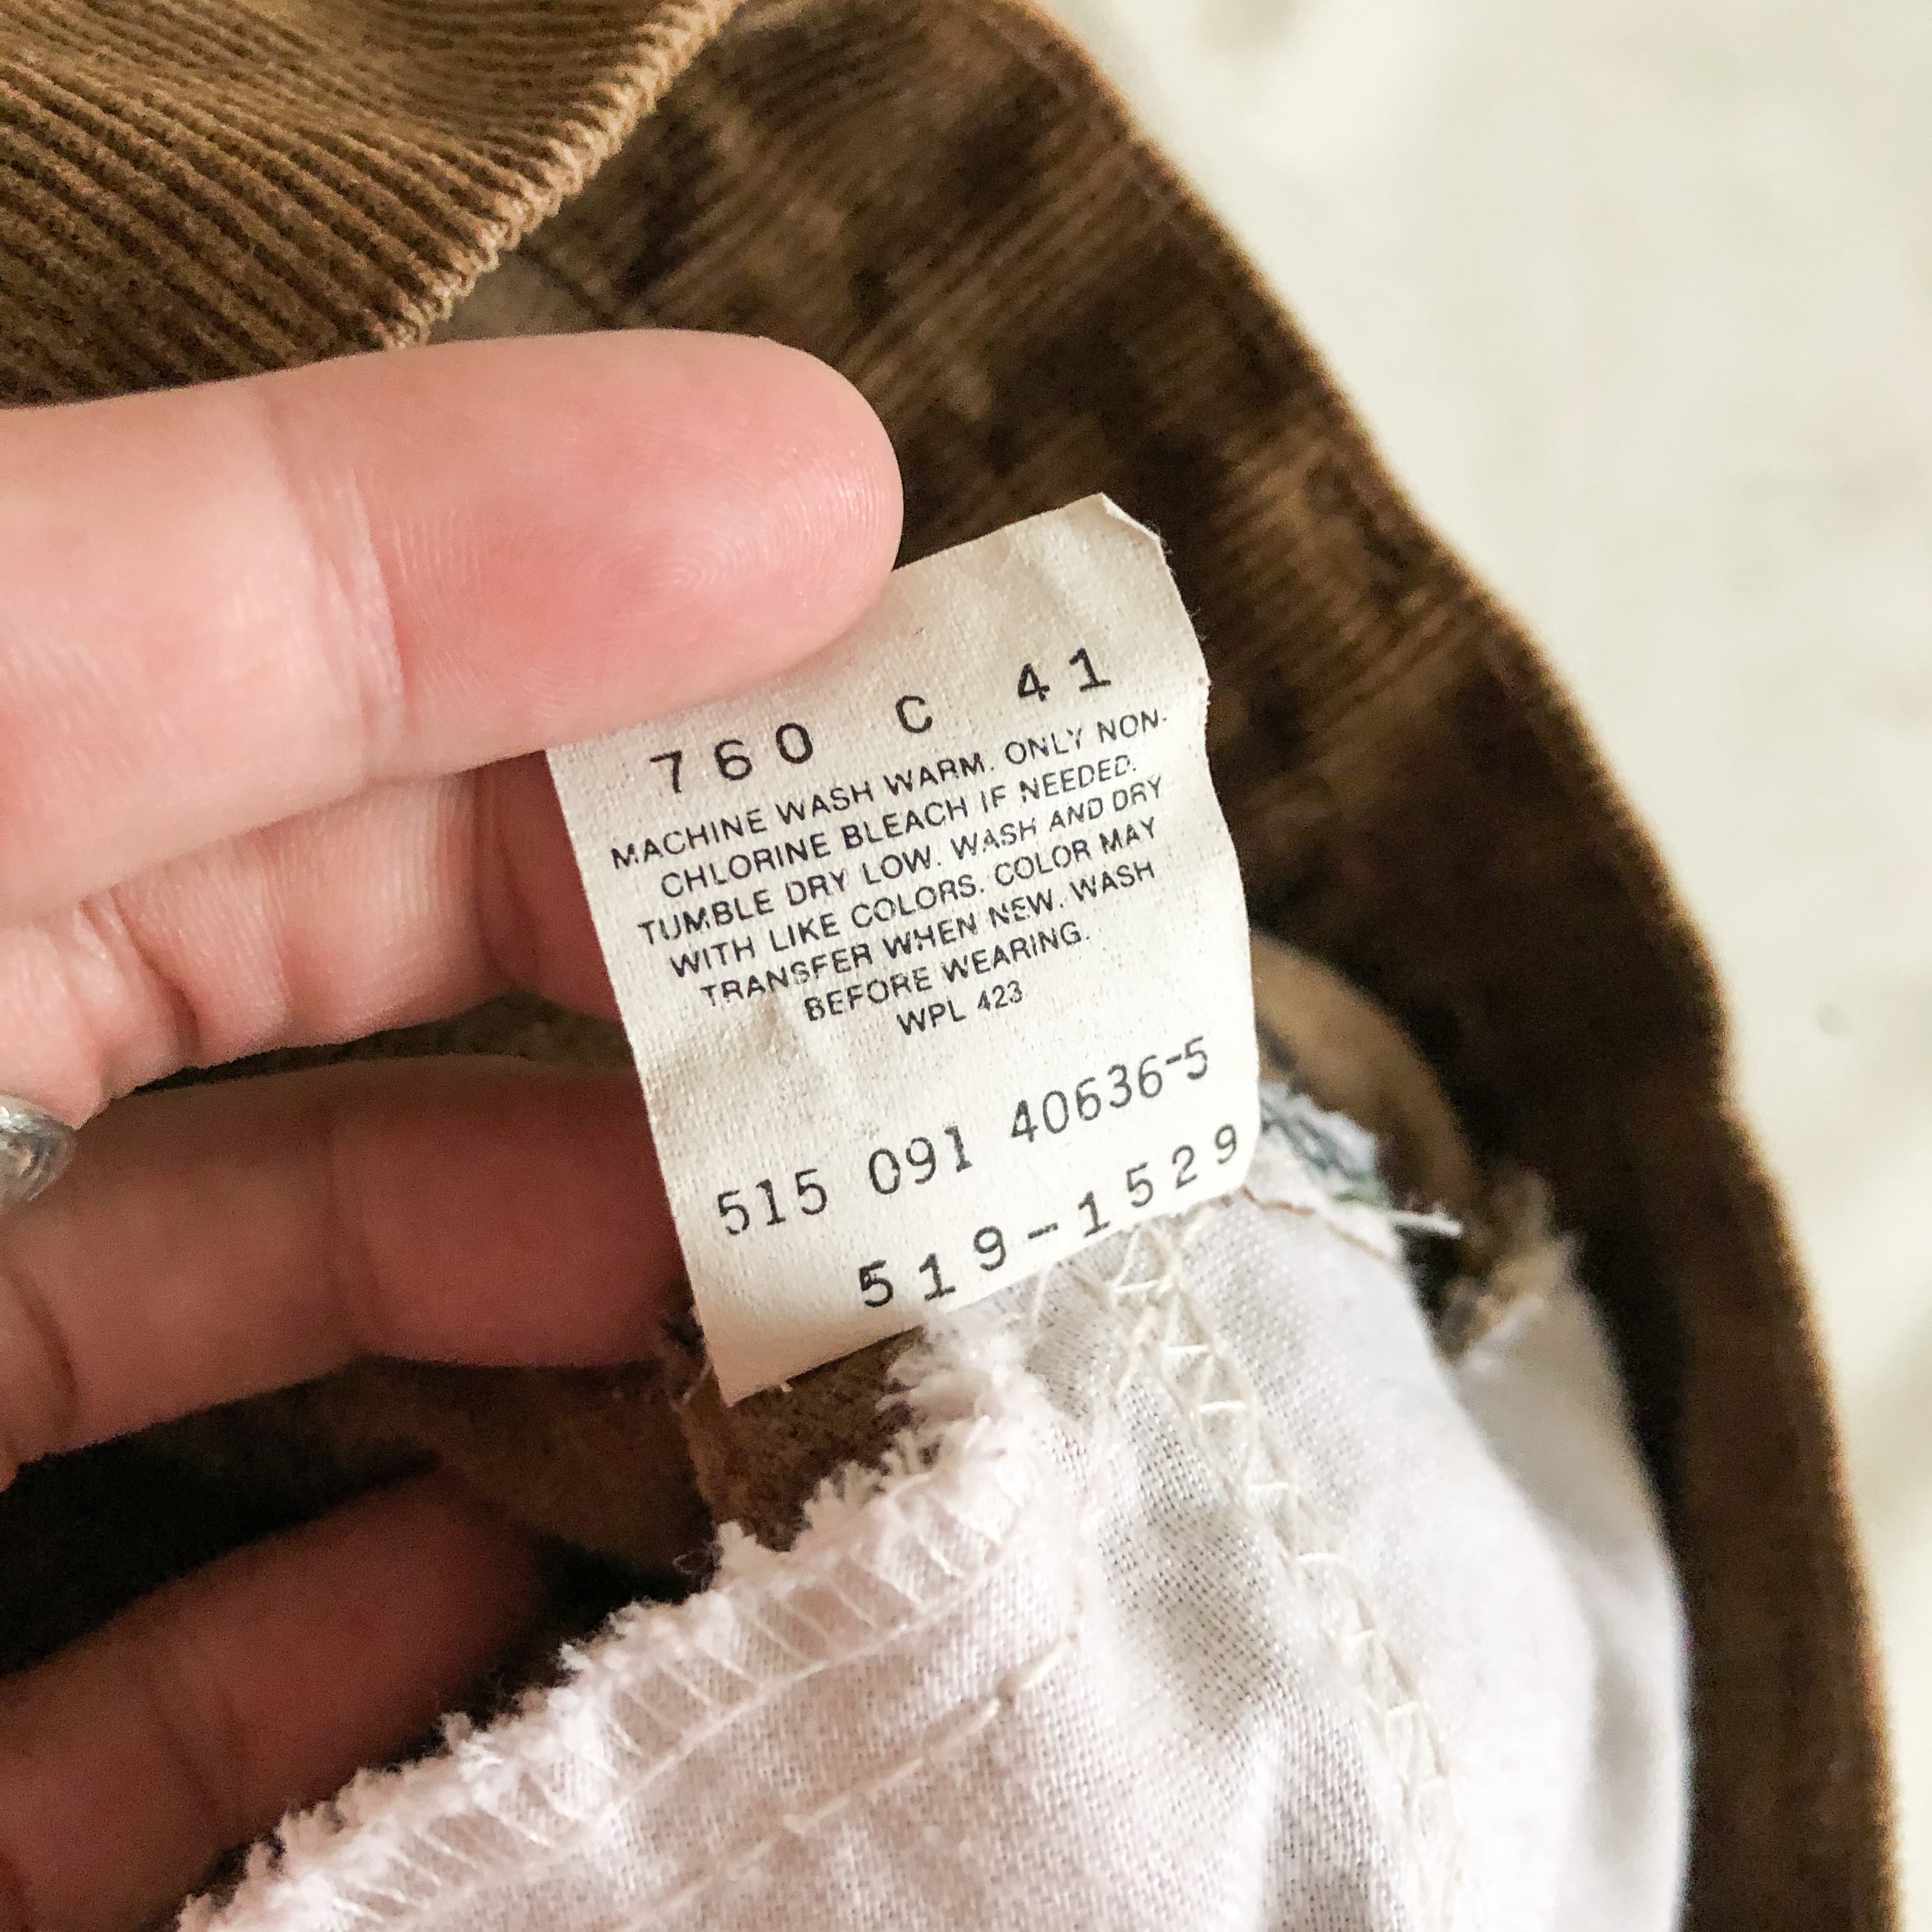 760 C 41
MACHINE WASH WARM. ONLY NON-
CHLORINE BLEACH IF NEEDED.
TUMBLE DRY LOW. WASH AND DRY
WITH LIKE COLORS. COLOR MAY
TRANSFER WHEN NEW. WASH
BEFORE WEARING.
WPL 423
515 091 40636-5
519-1529